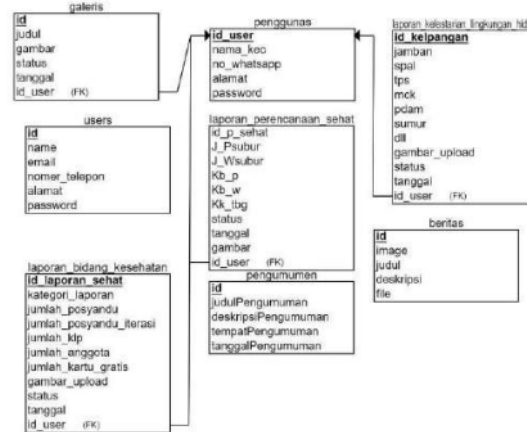 galeris
id
judul
gambar
status
tanggal
id_user (FK)
penggunas
id_user
nama_kec
no_whatsapp
alamat
password
laporan_kelestarian_lingkungan_hid
id_kelpangan
jamban
spal
tps
mck
pdam
sumur
dll
gambar_upload
status
tanggal
id_user (FK)
users
id
name
email
nomer_telepon
alamat
password
laporan_perencanaan_sehat
id_p_sehat
J_Psubur
J_Wsubur
Kb_p
Kb_w
Kk_tbg
status
tanggal
gambar
id_user (FK)
beritas
id
image
judul
deskripsi
file
laporan_bidang_kesehatan
id_laporan_sehat
kategori_laporan
jumlah_posyandu
jumlah_posyandu_iterasi
jumlah_klp
jumlah_anggota
jumlah_kartu_gratis
gambar_upload
status
tanggal
id_user (FK)
pengumumen
id
judulPengumuman
deskripsiPengumuman
tempatPengumuman
tanggalPengumuman